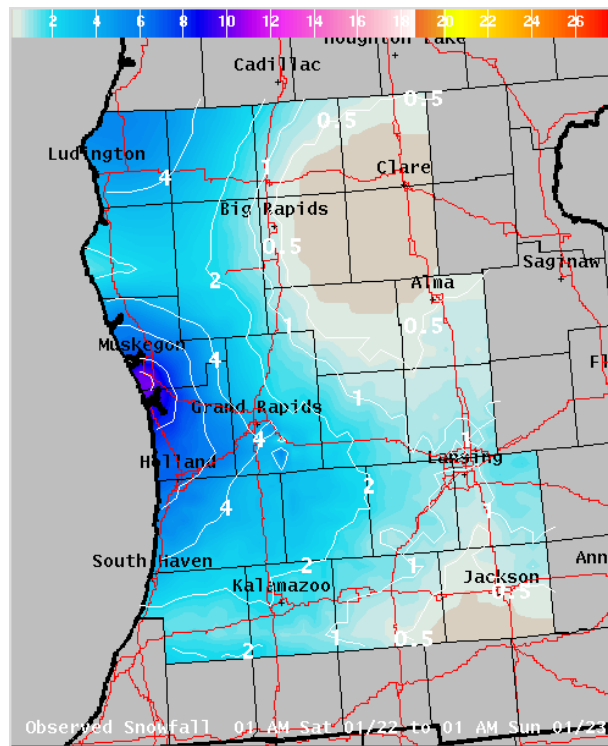 2 4 6 8 10 12 14 16 18 20 22 24 26
Houghton Lake
Cadillac
0.5
0.5
Ludington
1
Clare
4
Big Rapids
0.5
Saginaw
2
Alma
1
0.5
Muskegon
4
1
Grand Rapids
4
1
Holland
Lansing
2
4
1
South Haven
2
1
Kalamazoo
Jackson
0.5
1
0.5
2
Observed Snowfall 01 AM Sat 01/22 to 01 AM Sun 01/23